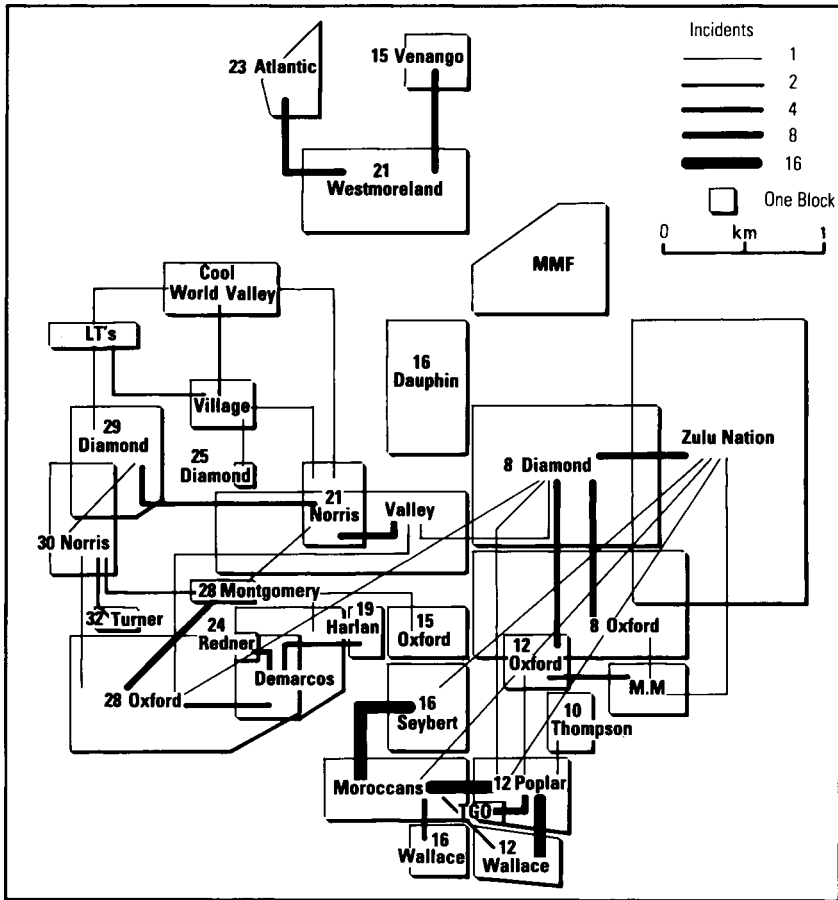 Incidents
1
2
4
8
16
One Block
0 km 1
23 Atlantic
15 Venango
21
Westmoreland
MMF
Cool
World Valley
LT's
16
Dauphin
Village
29
Diamond
25
Diamond
Zulu Nation
8 Diamond
21
Norris
Valley
30 Norris
28 Montgomery
32 Turner
24
Redner
19
Harlan
15
Oxford
8 Oxford
12
Oxford
Demarcos
28 Oxford
M.M
16
Seybert
10
Thompson
Moroccans
12 Poplar
TGO
16
Wallace
12
Wallace